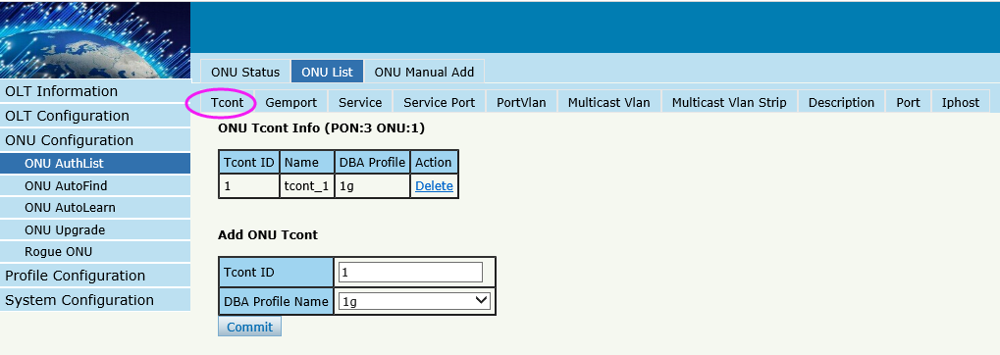 ONU Status ONU List ONU Manual Add
OLT Information
OLT Configuration
ONU Configuration
ONU AuthList
ONU AutoFind
ONU AutoLearn
ONU Upgrade
Rogue ONU
Profile Configuration
System Configuration
Tcont Gemport Service Service Port PortVlan Multicast Vlan Multicast Vlan Strip Description Port Iphost
ONU Tcont Info (PON:3 ONU:1)
Tcont ID Name DBA Profile Action
1 tcont_1 1g Delete
Add ONU Tcont
Tcont ID 1
DBA Profile Name 1g
Commit